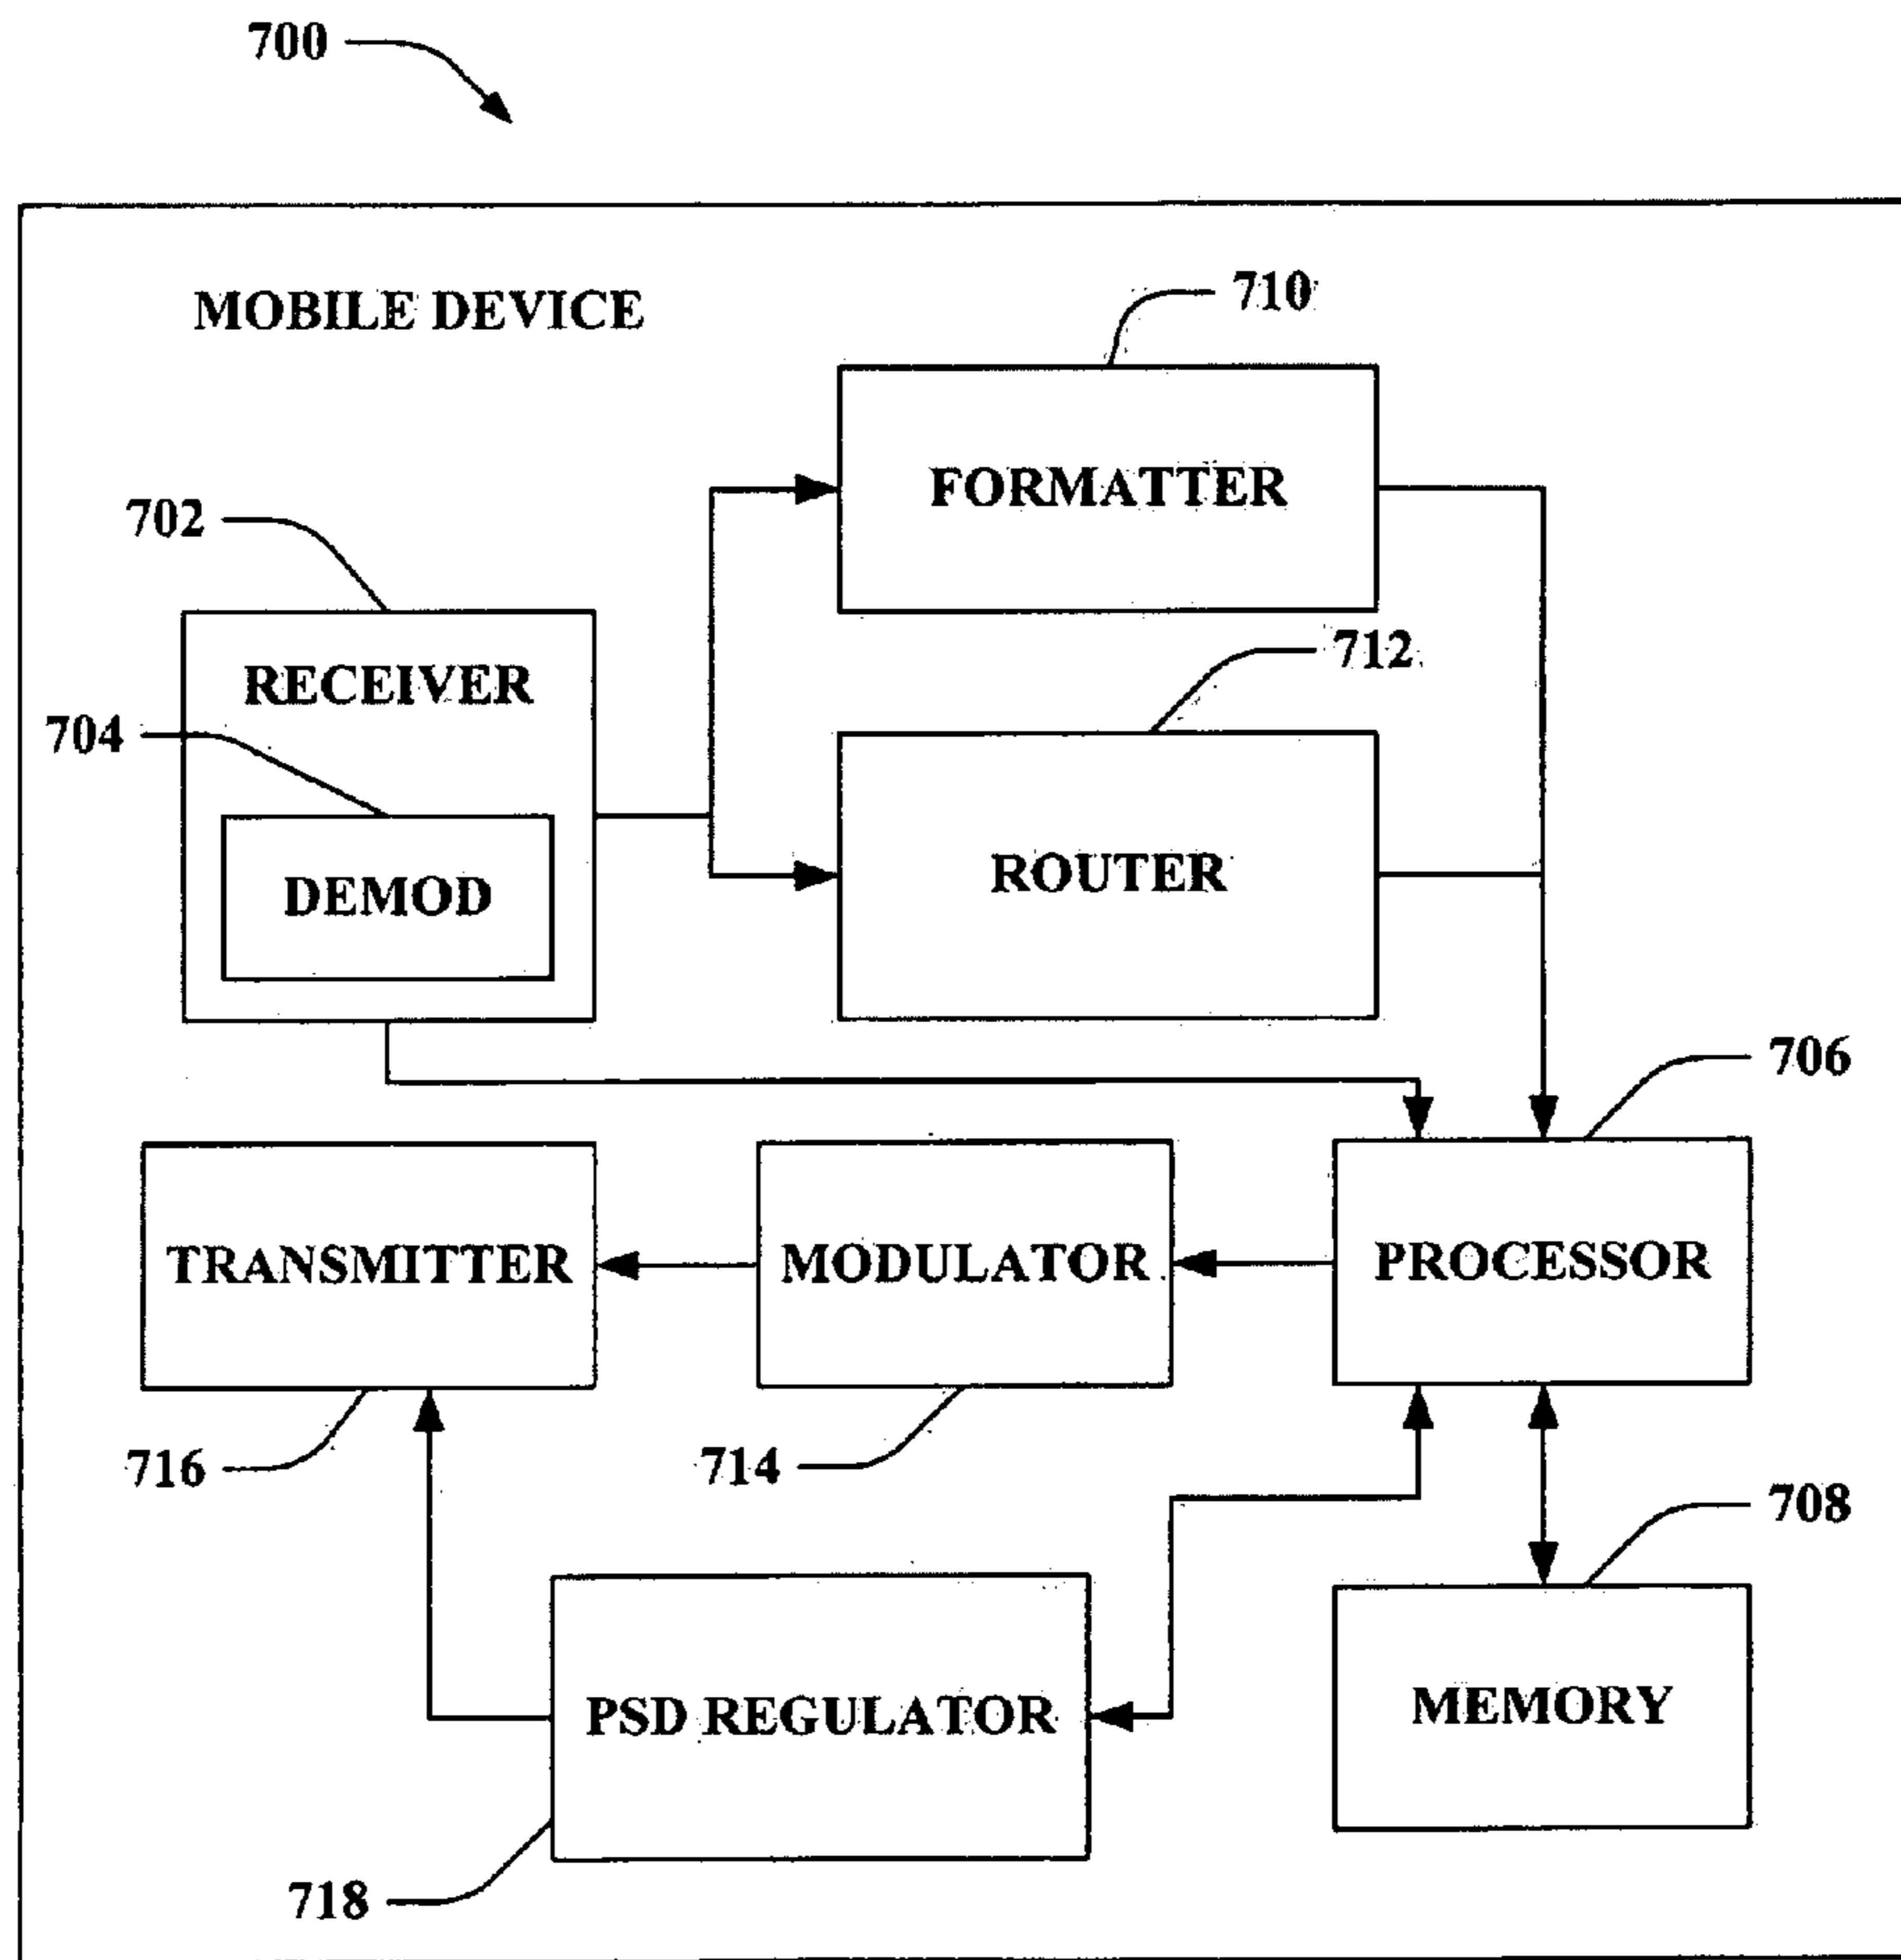 700
MOBILE DEVICE
710
FORMATTER
702
712
RECEIVER
704
ROUTER
DEMOD
706
TRANSMITTER
MODULATOR
PROCESSOR
716
714
708
PSD REGULATOR
MEMORY
718